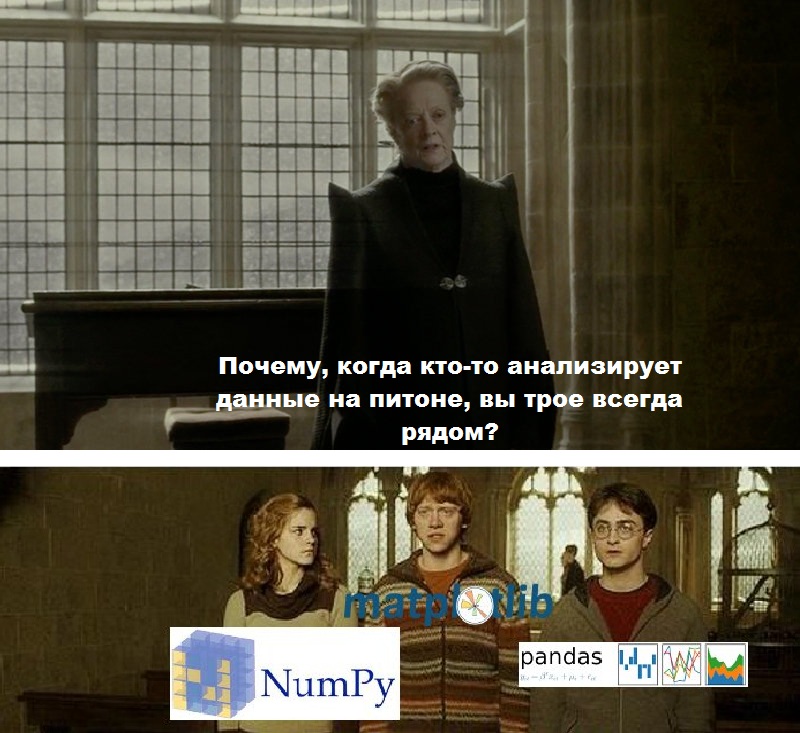 Почему, когда кто-то анализирует
данные на питоне, вы трое всегда
рядом?
matplotlib
NumPy
pandas